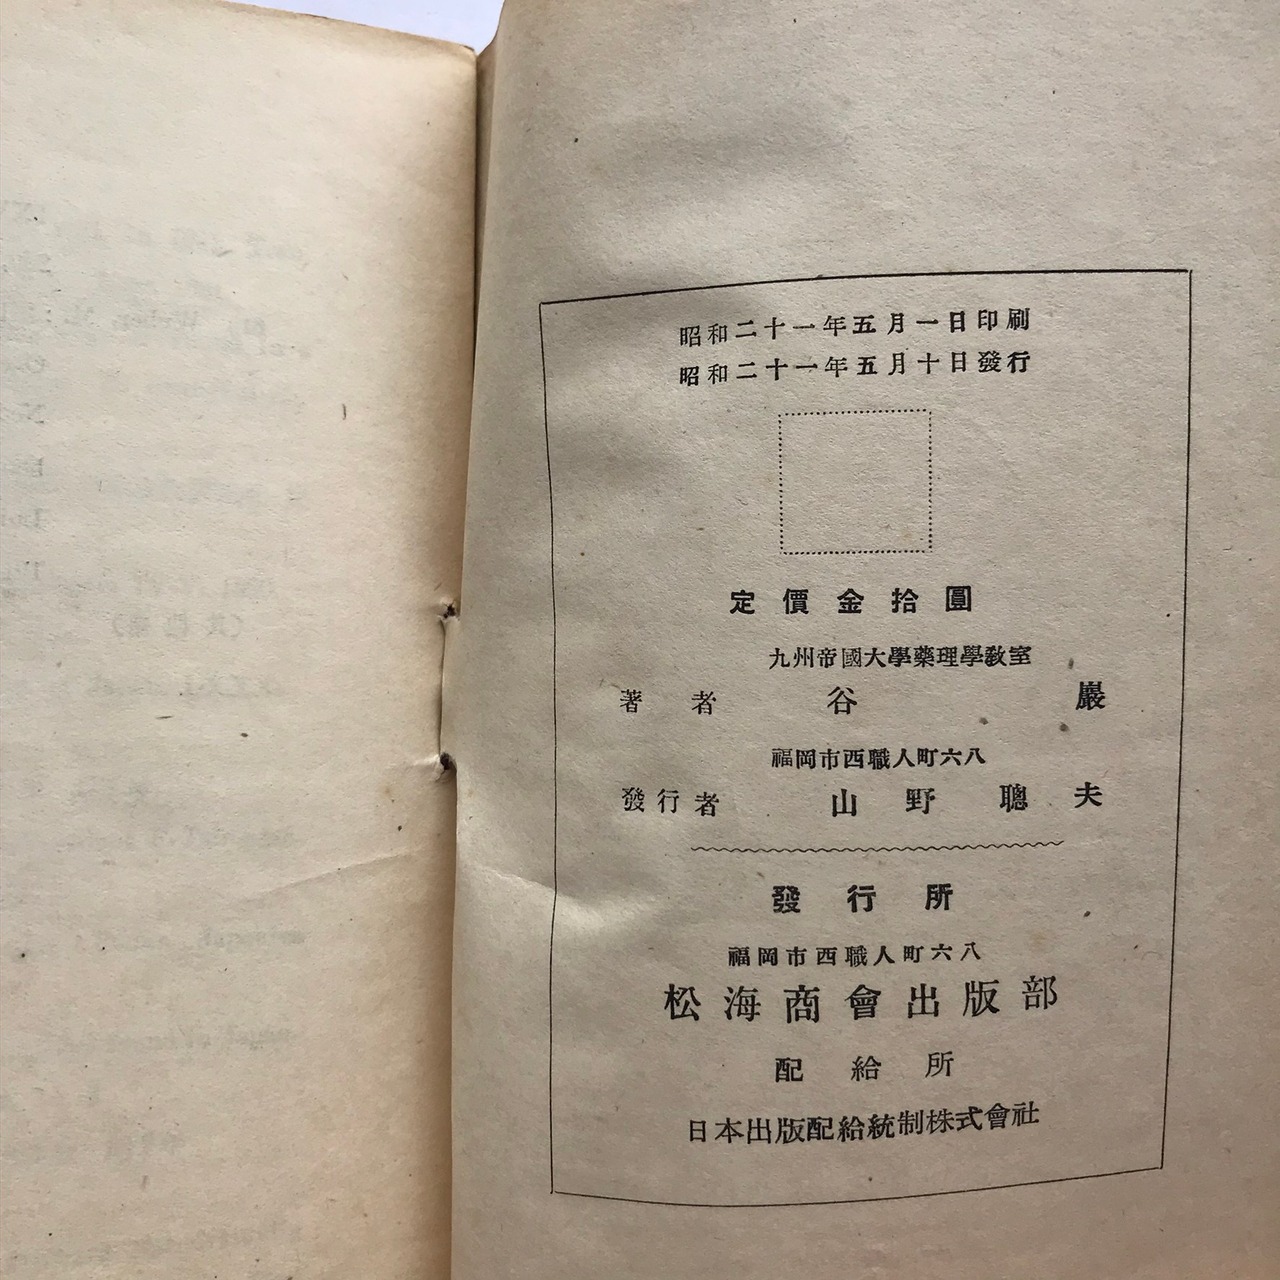 昭和二十一年五月一日印刷
昭和二十一年五月十日發行
定價金拾圓
九州帝國大學藥理學敎室
著者 谷 巖
福岡市西職人町六八
發行者 山野聰夫
發行所
福岡市西職人町六八
松海商會出版部
配給所
日本出版配給統制株式會社